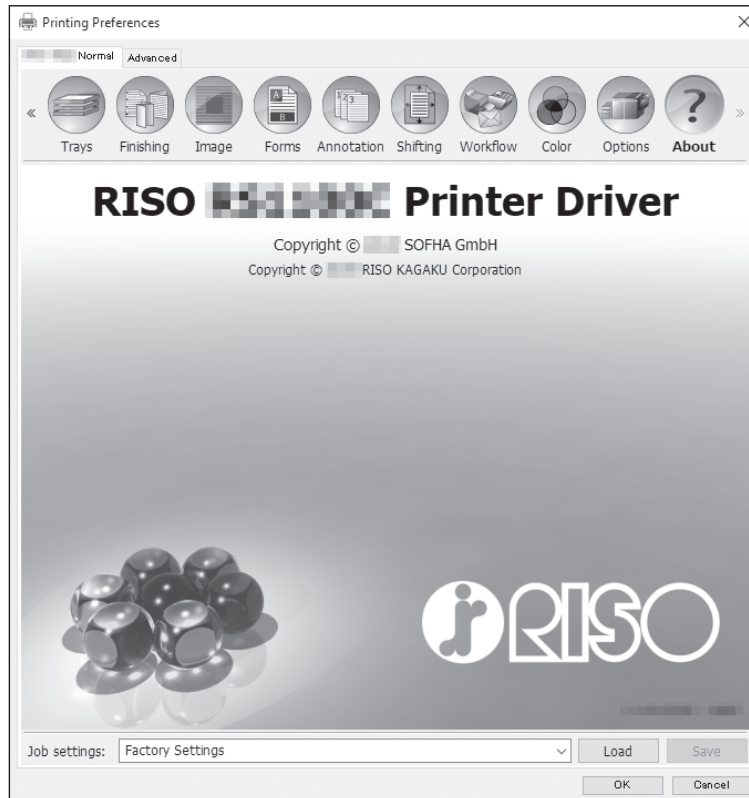 Printing Preferences
Normal Advanced
Trays Finishing Image Forms Annotation Shifting Workflow Color Options About
RISO Printer Driver
Copyright © SOFHA GmbH
Copyright © RISO KAGAKU Corporation
RISO
Job settings: Factory Settings Load Save
OK Cancel